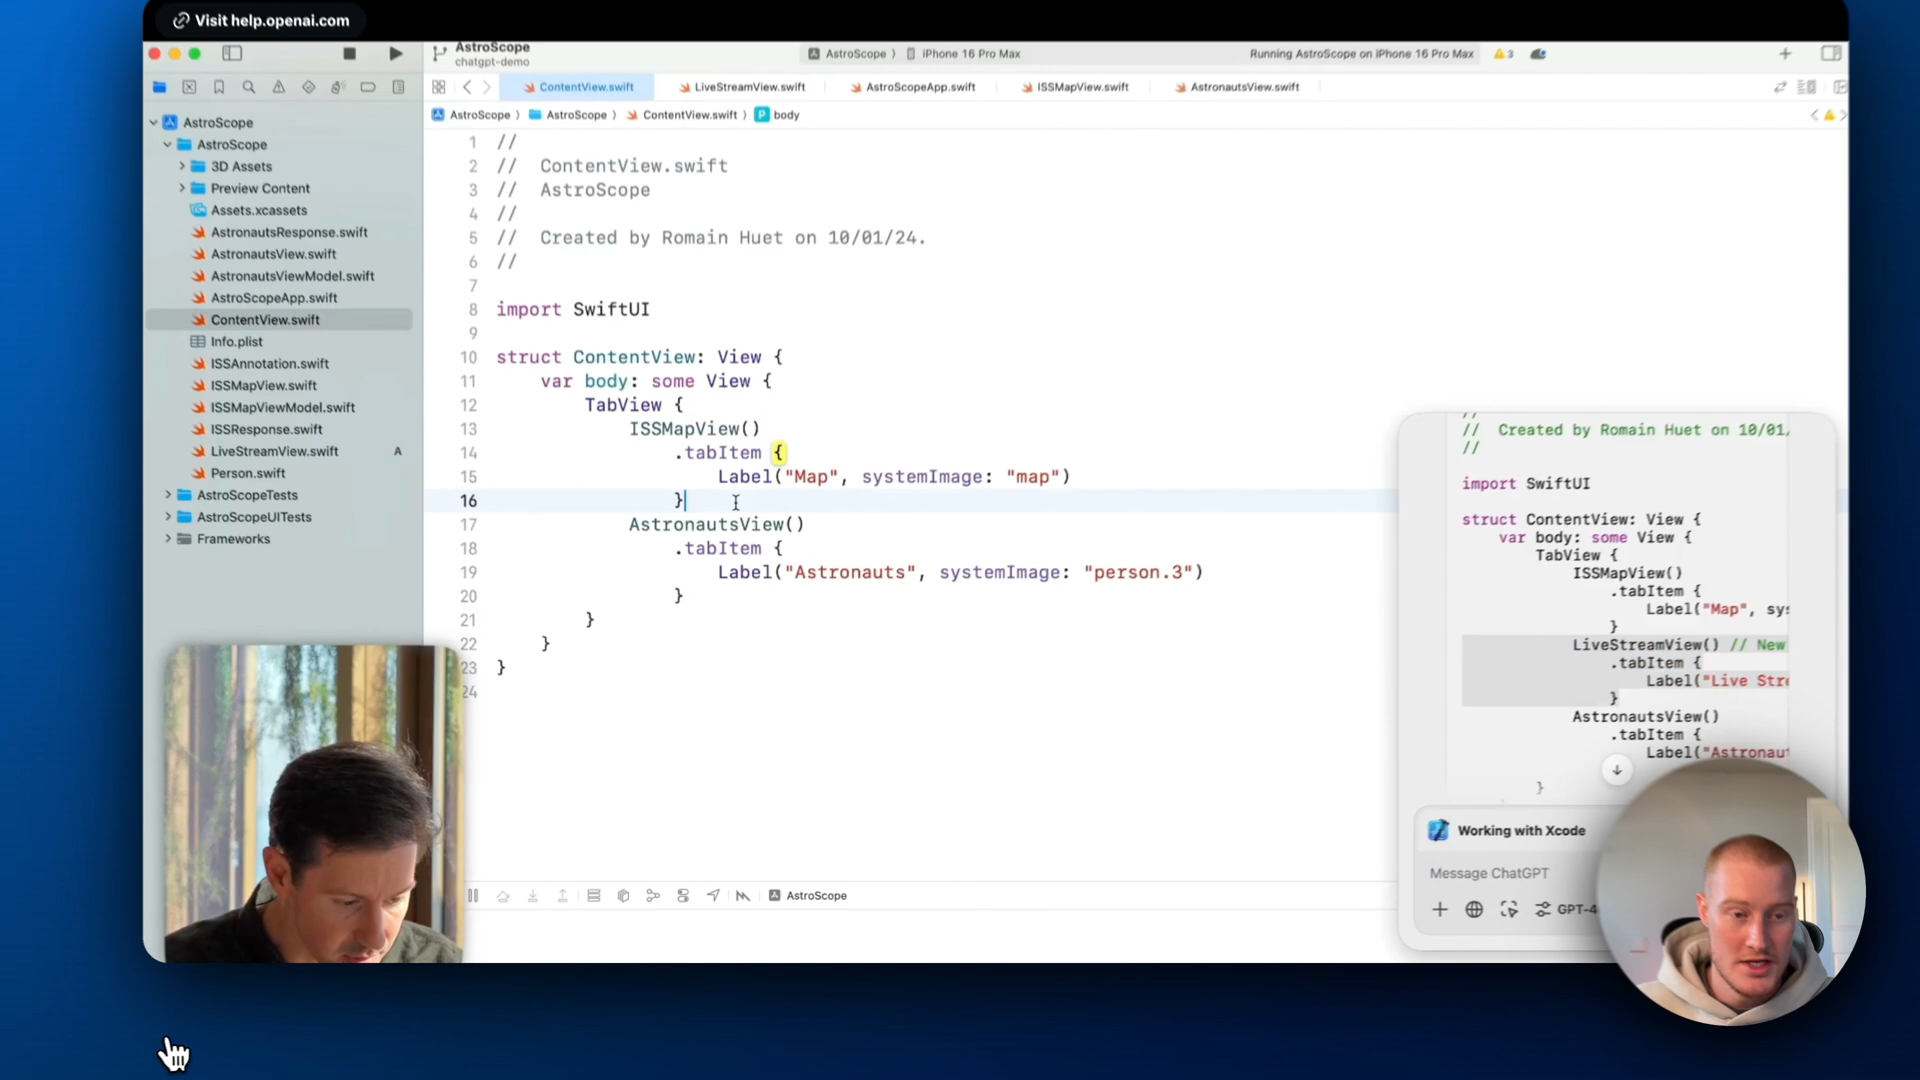 Visit help.openai.com
AstroScope
chatgpt-demo
AstroScope 〉 iPhone 16 Pro Max
Running AstroScope on iPhone 16 Pro Max
3
ContentView.swift
LiveStreamView.swift
AstroScopeApp.swift
ISSMapView.swift
AstronautsView.swift
AstroScope 〉 AstroScope 〉 ContentView.swift 〉 P body
AstroScope
AstroScope
3D Assets
Preview Content
Assets.xcassets
AstronautsResponse.swift
AstronautsView.swift
AstronautsViewModel.swift
AstroScopeApp.swift
ContentView.swift
Info.plist
ISSAnnotation.swift
ISSMapView.swift
ISSMapViewModel.swift
ISSResponse.swift
LiveStreamView.swift A
Person.swift
AstroScopeTests
AstroScopeUITests
Frameworks
1 //
2 // ContentView.swift
3 // AstroScope
4 //
5 // Created by Romain Huet on 10/01/24.
6 //
7
8 import SwiftUI
9
10 struct ContentView: View {
11 var body: some View {
12 TabView {
13 ISSMapView()
14 .tabItem {
15 Label("Map", systemImage: "map")
16 }
17 AstronautsView()
18 .tabItem {
19 Label("Astronauts", systemImage: "person.3")
20 }
21 }
22 }
23 }
24
AstroScope
//
// Created by Romain Huet on 10/01,
//
import SwiftUI
struct ContentView: View {
var body: some View {
TabView {
ISSMapView()
.tabItem {
Label("Map", sys
}
LiveStreamView() // New
.tabItem {
Label("Live Stre
}
AstronautsView()
.tabItem {
Label("Astronaut
}
Working with Xcode
Message ChatGPT
GPT-4